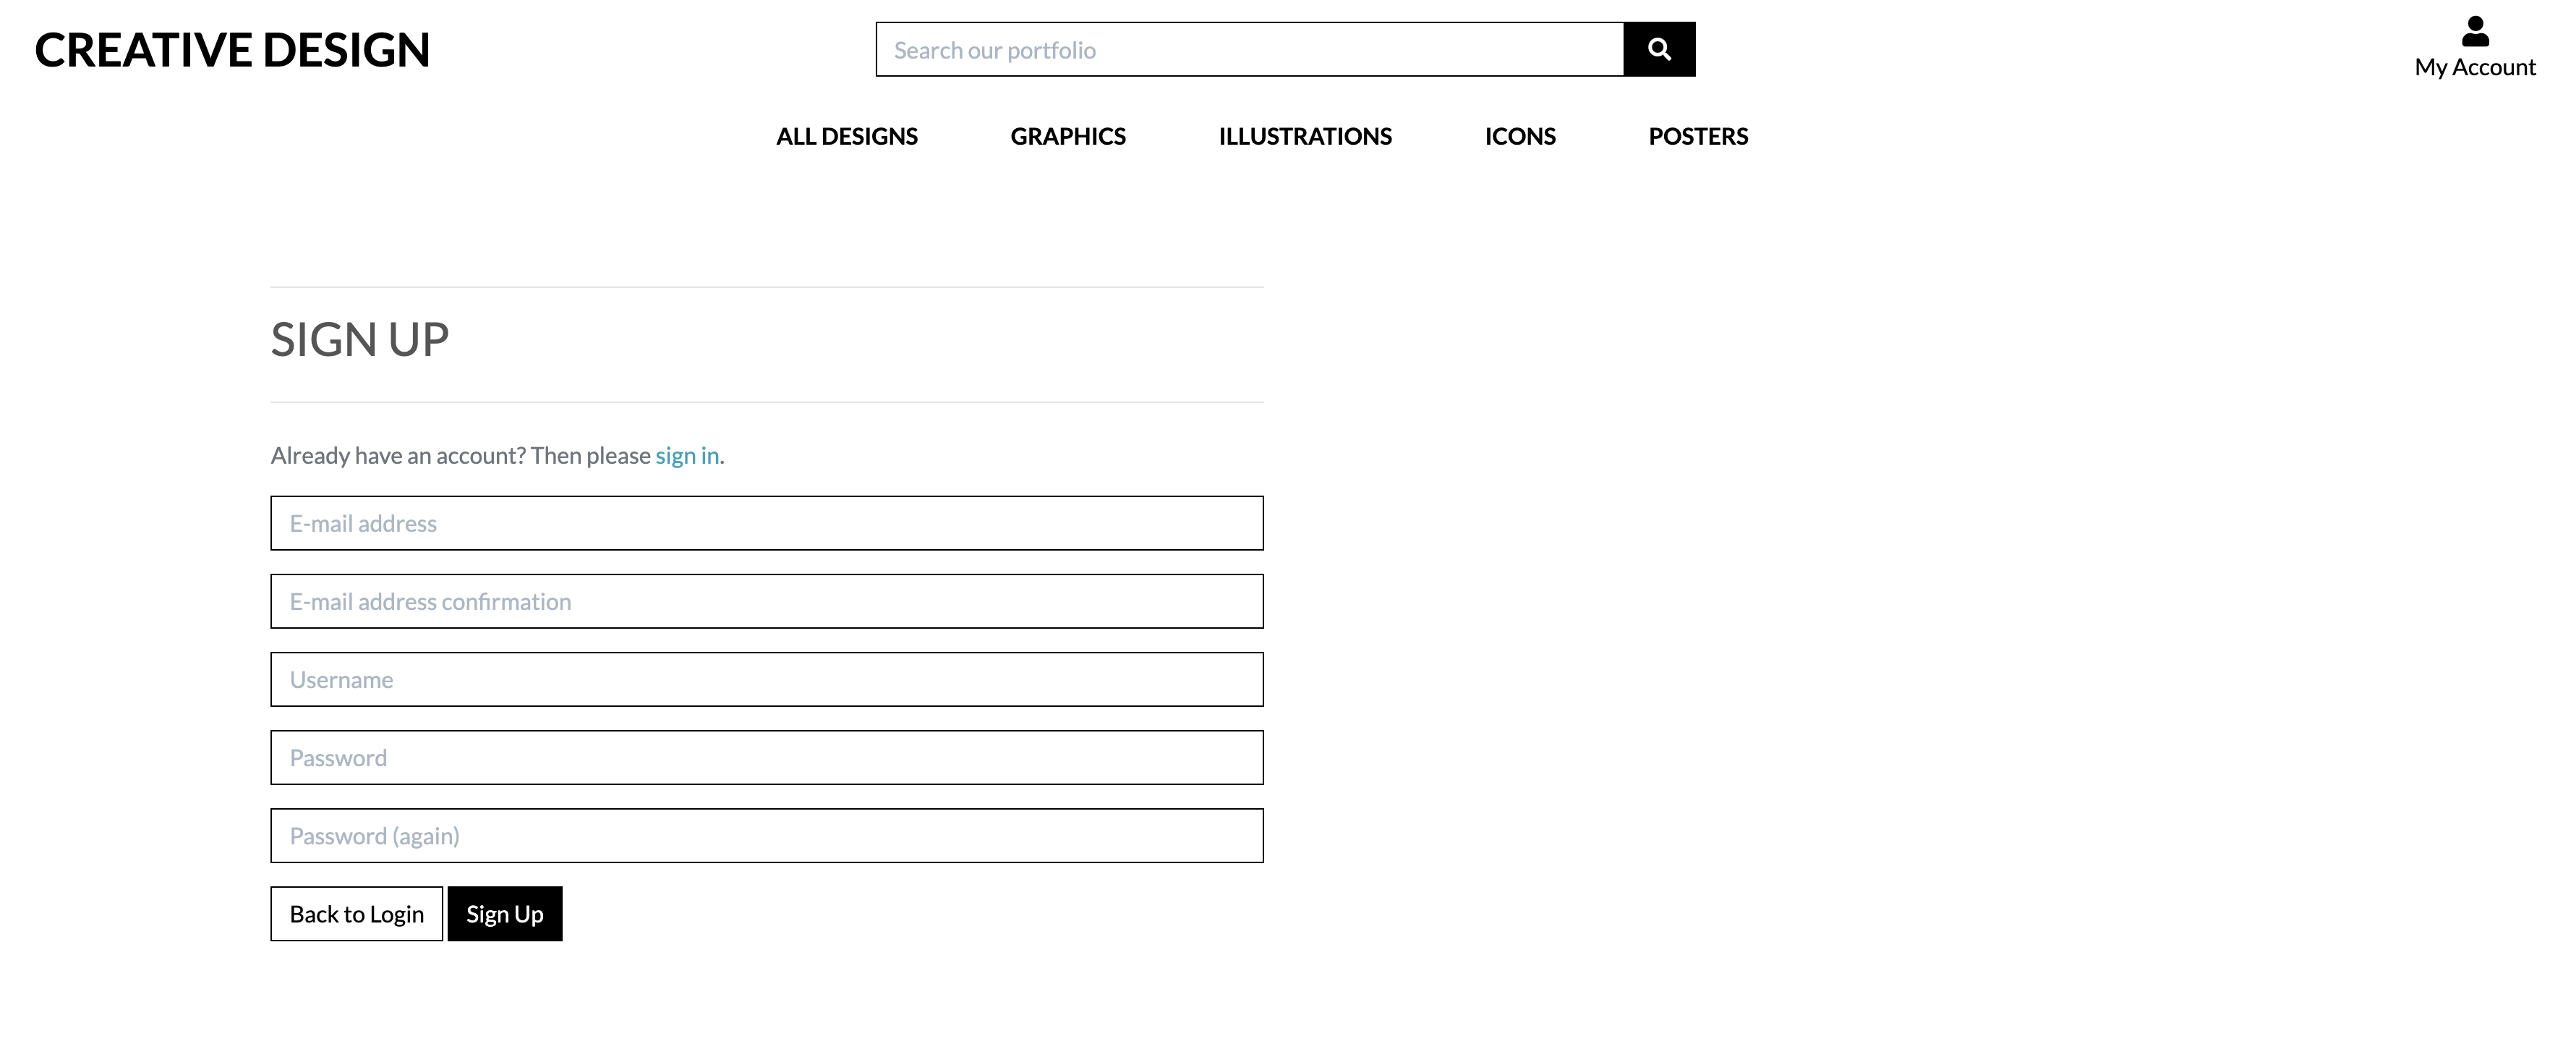 CREATIVE DESIGN
Search our portfolio
My Account
ALL DESIGNS GRAPHICS ILLUSTRATIONS ICONS POSTERS
SIGN UP
Already have an account? Then please sign in.
E-mail address
E-mail address confirmation
Username
Password
Password (again)
Back to Login Sign Up